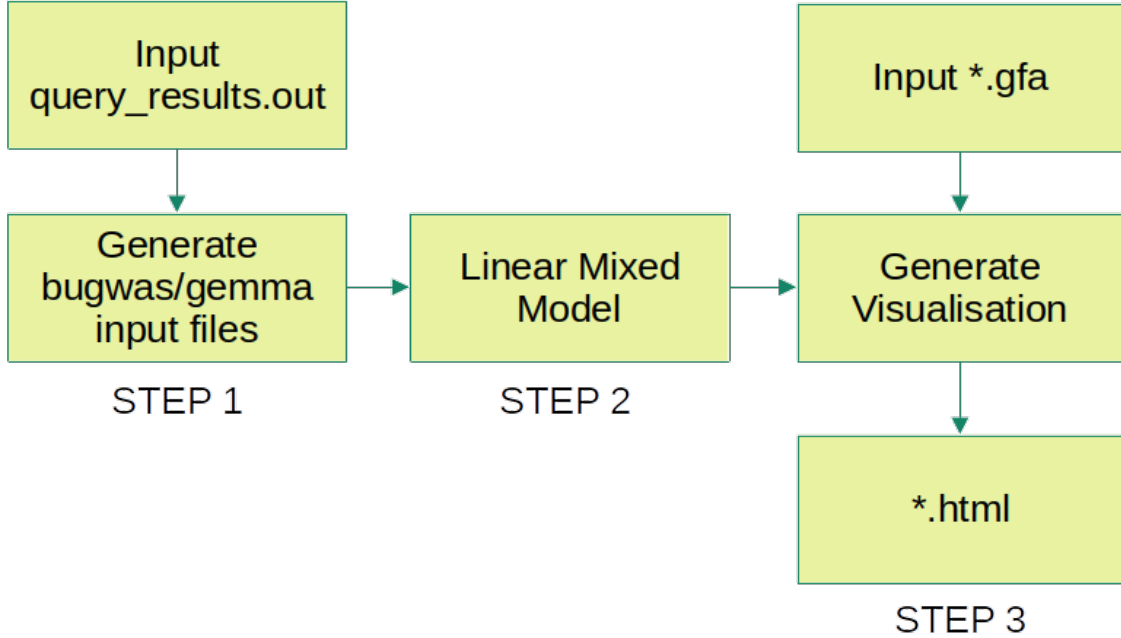 Input
query_results.out
Input *.gfa
Generate
bugwas/gemma
input files
Linear Mixed
Model
Generate
Visualisation
STEP 1
STEP 2
*.html
STEP 3